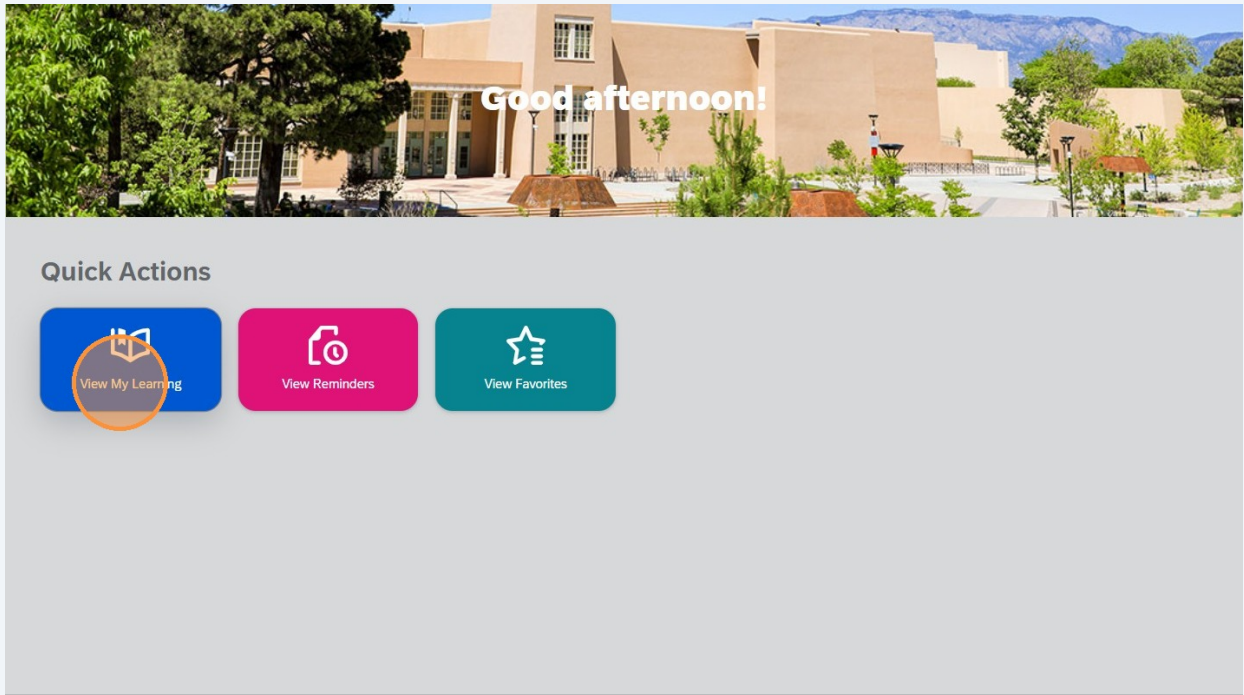 Good afternoon!
Quick Actions
View My Learning
View Reminders
View Favorites